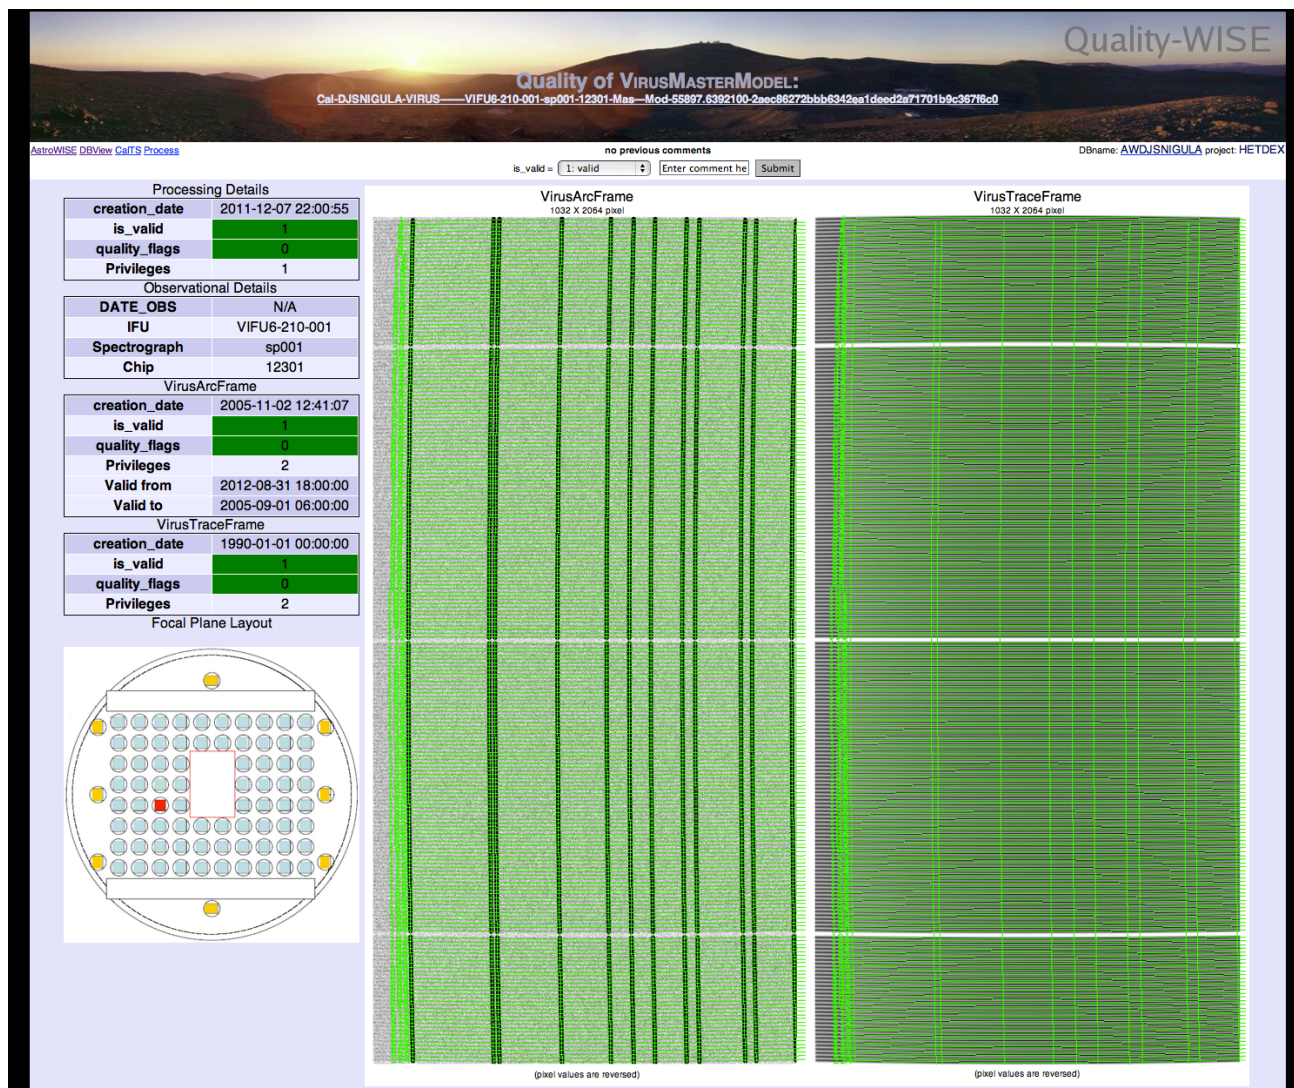 Quality-WISE
Quality of VirusMasterModel:
Cal-DJSNIGULA-VIRUS-----VIFU6-210-001-sp001-12301-Mas---Mod-55897.6392100-2aec86272bbb6342ea1deed2a71701b9c367f6c0
AstroWISE DBView CalTS Process
no previous comments
DBname: AWDJSNIGULA project: HETDEX
is_valid = 1: valid Enter comment he Submit
Processing Details
creation_date 2011-12-07 22:00:55
is_valid 1
quality_flags 0
Privileges 1
Observational Details
DATE_OBS N/A
IFU VIFU6-210-001
Spectrograph sp001
Chip 12301
VirusArcFrame
creation_date 2005-11-02 12:41:07
is_valid 1
quality_flags 0
Privileges 2
Valid from 2012-08-31 18:00:00
Valid to 2005-09-01 06:00:00
VirusTraceFrame
creation_date 1990-01-01 00:00:00
is_valid 1
quality_flags 0
Privileges 2
Focal Plane Layout
VirusArcFrame
1032 X 2064 pixel
(pixel values are reversed)
VirusTraceFrame
1032 X 2064 pixel
(pixel values are reversed)